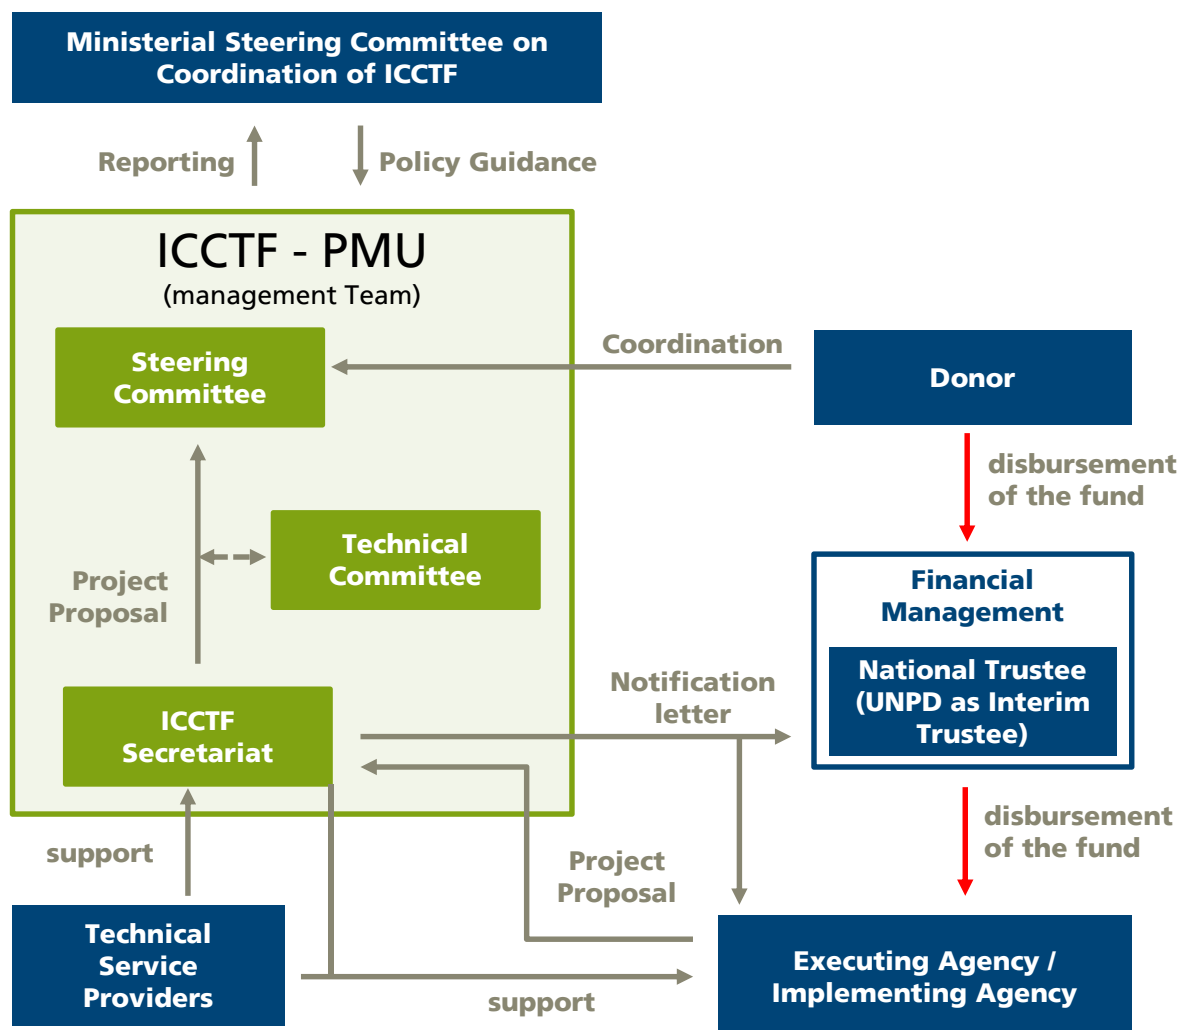 Ministerial Steering Committee on
Coordination of ICCTF
Reporting
Policy Guidance
ICCTF - PMU
(management Team)
Steering
Committee
Coordination
Donor
disbursement
of the fund
Technical
Committee
Project
Proposal
Financial
Management
National Trustee
(UNPD as Interim
Trustee)
ICCTF
Secretariat
Notification
letter
disbursement
of the fund
support
Project
Proposal
Technical
Service
Providers
support
Executing Agency /
Implementing Agency